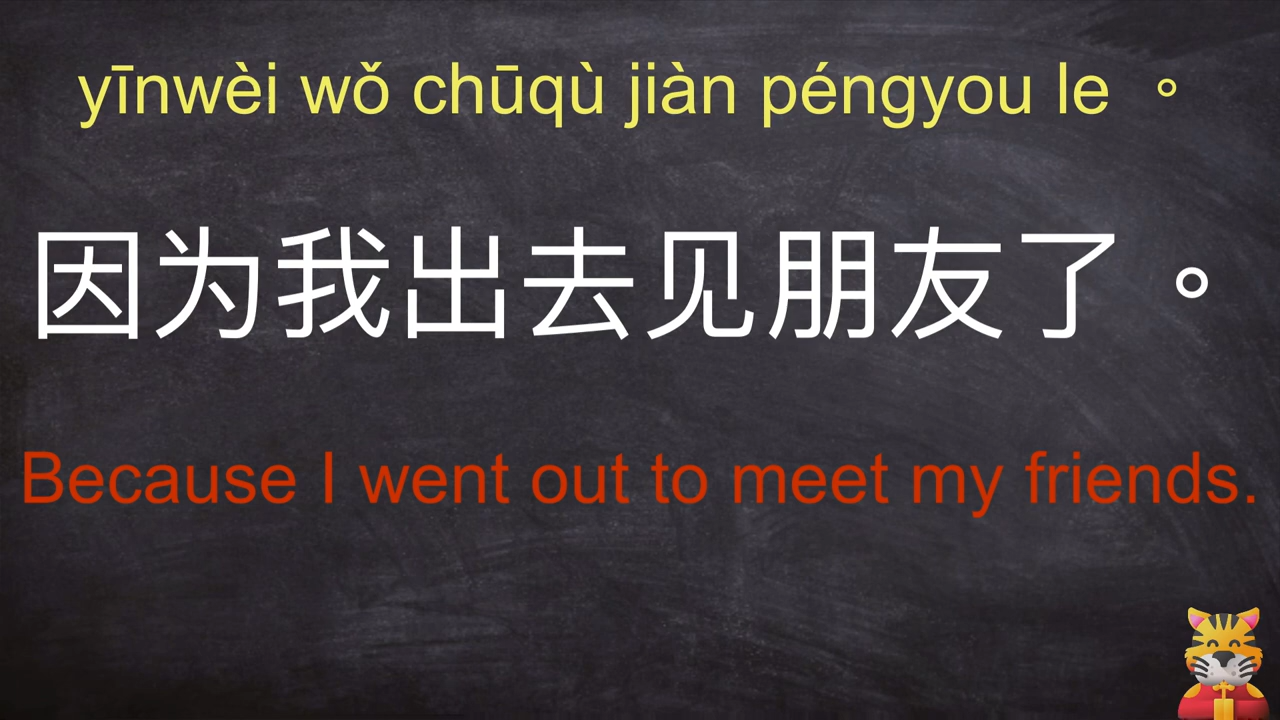 yīnwèi wǒ chūqù jiàn péngyou le 。
因为我出去见朋友了。
Because I went out to meet my friends.